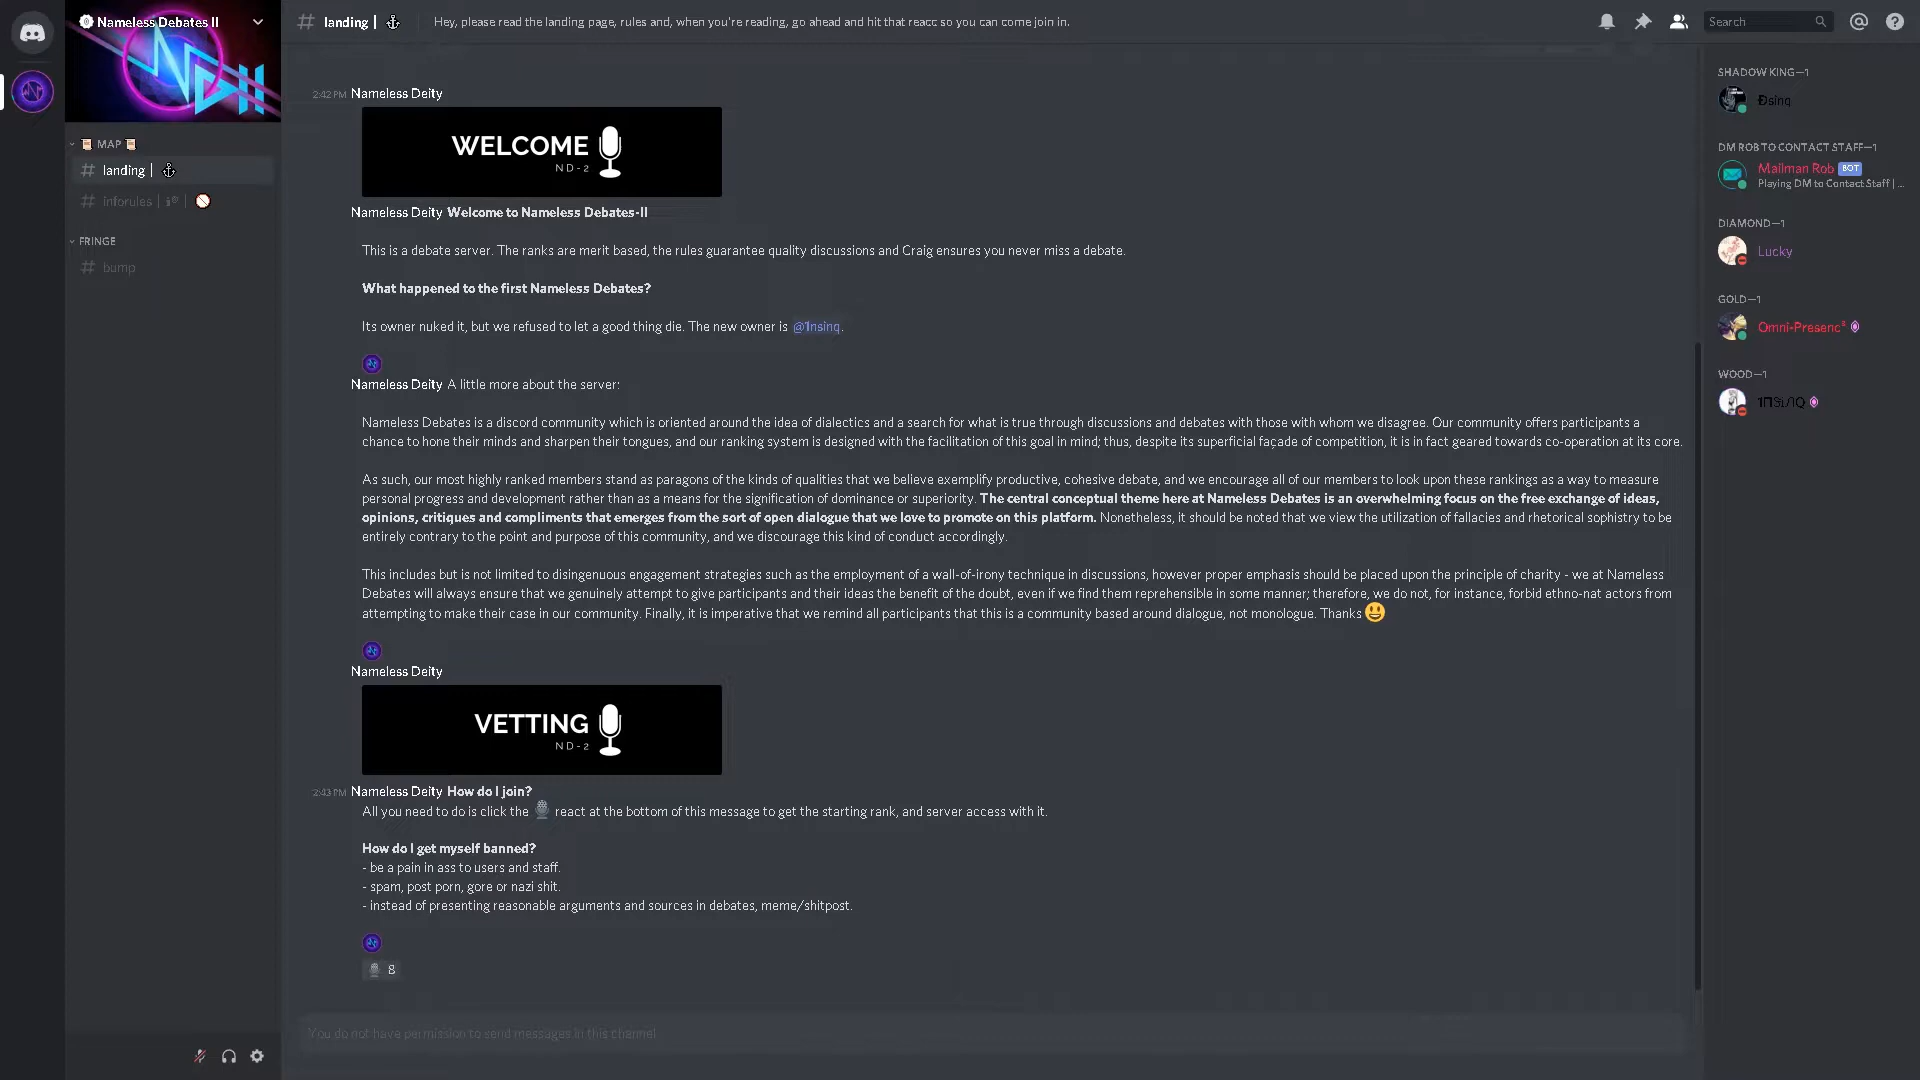 Nameless Debates II
# landing | Hey, please read the landing page, rules and, when you're reading, go ahead and hit that react so you can come join in.
Search
MAP
# landing |
# inforules |
FRINGE
# bump
2:42 PM Nameless Deity
WELCOME
ND-2
Nameless Deity Welcome to Nameless Debates-II
This is a debate server. The ranks are merit based, the rules guarantee quality discussions and Craig ensures you never miss a debate.
What happened to the first Nameless Debates?
Its owner nuked it, but we refused to let a good thing die. The new owner is @1nsinq.
Nameless Deity A little more about the server:
Nameless Debates is a discord community which is oriented around the idea of dialectics and a search for what is true through discussions and debates with those with whom we disagree. Our community offers participants a
chance to hone their minds and sharpen their tongues, and our ranking system is designed with the facilitation of this goal in mind; thus, despite its superficial façade of competition, it is in fact geared towards co-operation at its core.
As such, our most highly ranked members stand as paragons of the kinds of qualities that we believe exemplify productive, cohesive debate, and we encourage all of our members to look upon these rankings as a way to measure
personal progress and development rather than as a means for the signification of dominance or superiority. The central conceptual theme here at Nameless Debates is an overwhelming focus on the free exchange of ideas,
opinions, critiques and compliments that emerges from the sort of open dialogue that we love to promote on this platform. Nonetheless, it should be noted that we view the utilization of fallacies and rhetorical sophistry to be
entirely contrary to the point and purpose of this community, and we discourage this kind of conduct accordingly.
This includes but is not limited to disingenuous engagement strategies such as the employment of a wall-of-irony technique in discussions, however proper emphasis should be placed upon the principle of charity - we at Nameless
Debates will always ensure that we genuinely attempt to give participants and their ideas the benefit of the doubt, even if we find them reprehensible in some manner; therefore, we do not, for instance, forbid ethno-nat actors from
attempting to make their case in our community. Finally, it is imperative that we remind all participants that this is a community based around dialogue, not monologue. Thanks 😃
Nameless Deity
VETTING
ND-2
2:43 PM Nameless Deity How do I join?
All you need to do is click the react at the bottom of this message to get the starting rank, and server access with it.
How do I get myself banned?
- be a pain in ass to users and staff.
- spam, post porn, gore or nazi shit.
- instead of presenting reasonable arguments and sources in debates, meme/shitpost.
8
You do not have permission to send messages in this channel
SHADOW KING—1
Ðsinq
DM ROB TO CONTACT STAFF—1
Mailman Rob BOT
Playing DM to Contact Staff | ...
DIAMOND—1
Lucky
GOLD—1
WOOD—1